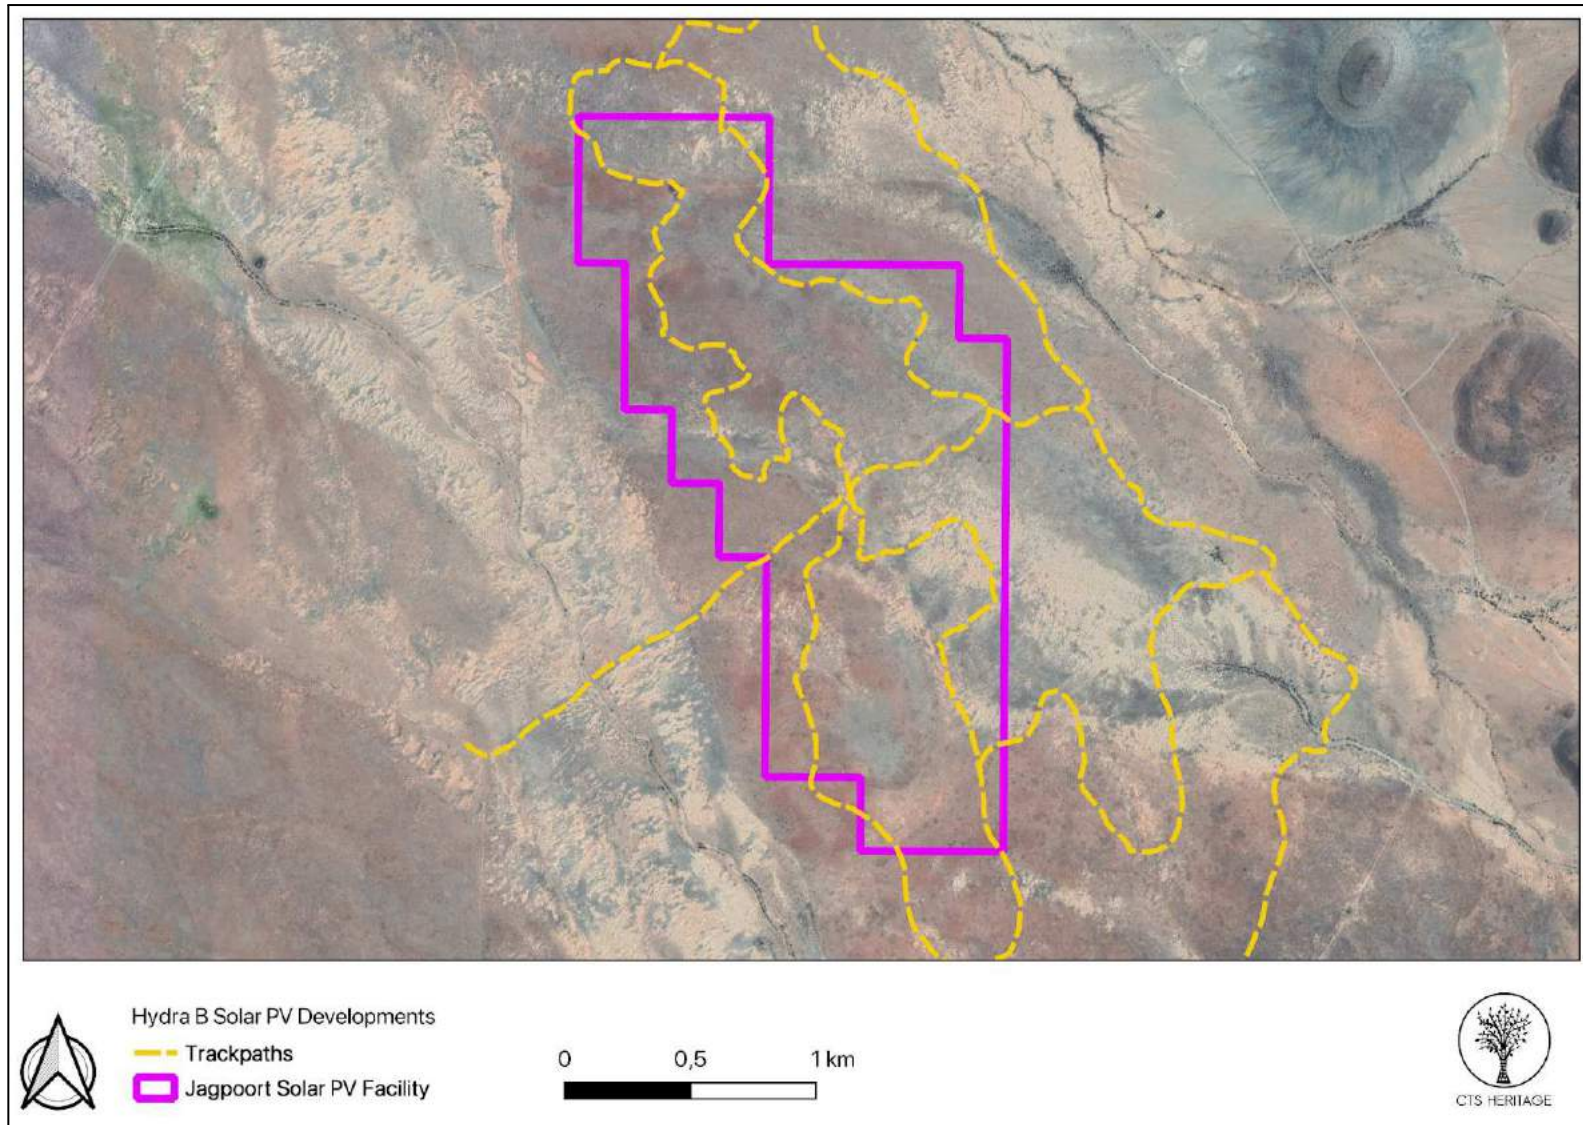 Hydra B Solar PV Developments
Trackpaths
Jagpoort Solar PV Facility
0 0,5 1 km
CTS HERITAGE